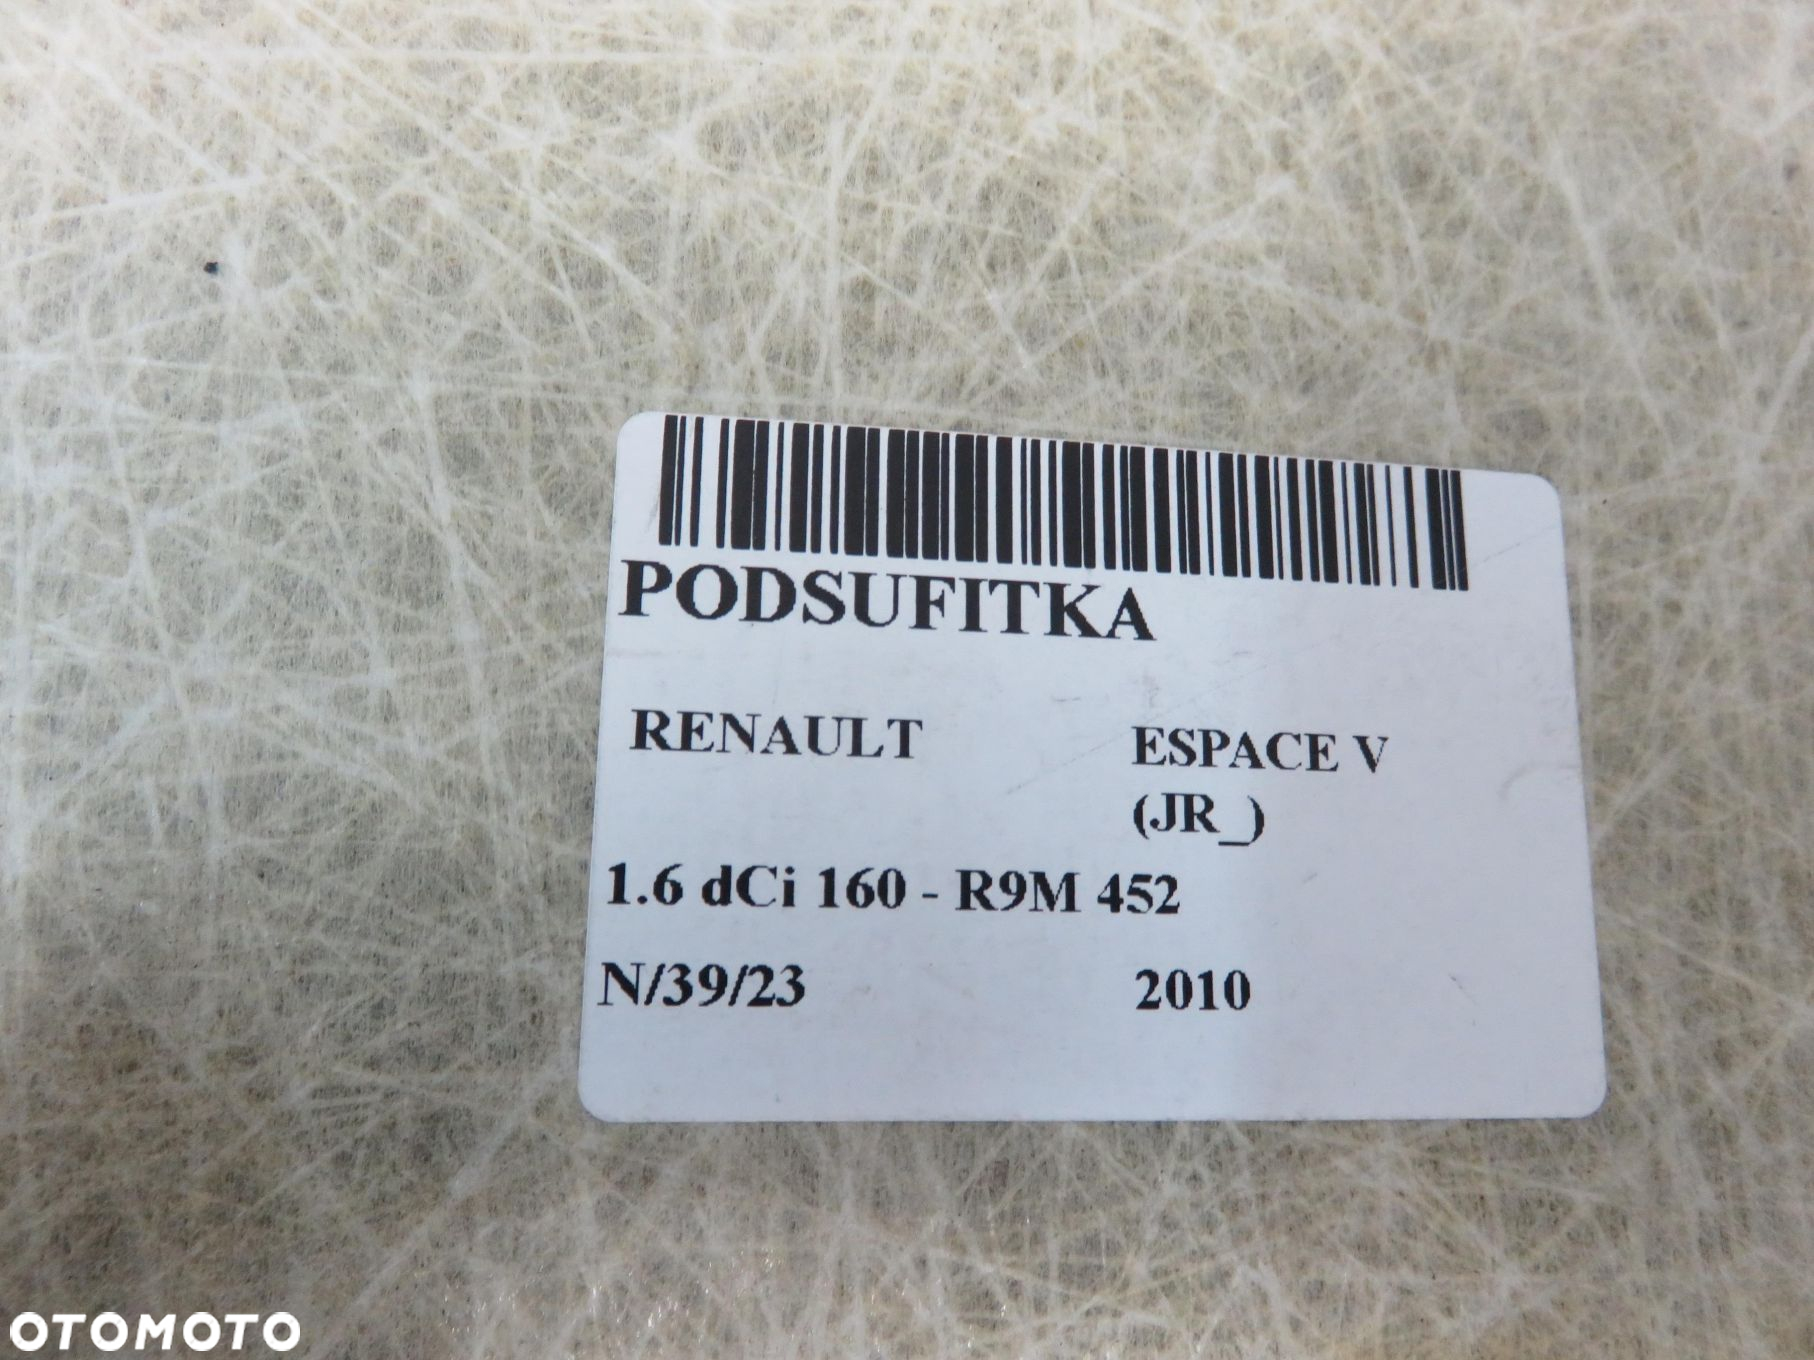 PODSUFITKA
RENAULT ESPACE V
(JR_)
1.6 dCi 160 - R9M 452
N/39/23 2010
OTOMOTO